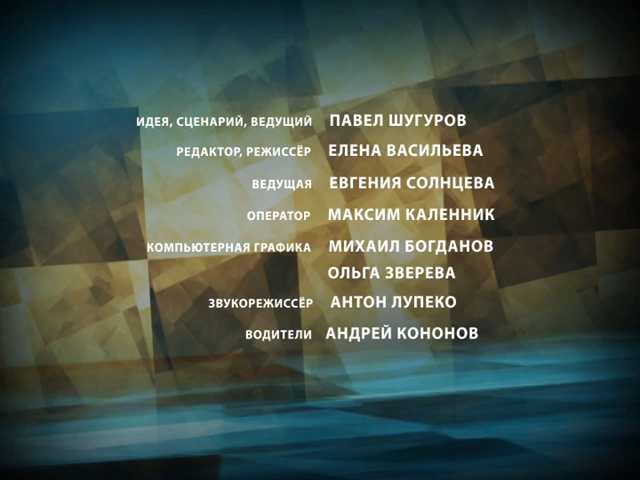 ИДЕЯ, СЦЕНАРИЙ, ВЕДУЩИЙ ПАВЕЛ ШУГУРОВ
РЕДАКТОР, РЕЖИССЁР ЕЛЕНА ВАСИЛЬЕВА
ВЕДУЩАЯ ЕВГЕНИЯ СОЛНЦЕВА
ОПЕРАТОР МАКСИМ КАЛЕННИК
КОМПЬЮТЕРНАЯ ГРАФИКА МИХАИЛ БОГДАНОВ
ОЛЬГА ЗВЕРЕВА
ЗВУКОРЕЖИССЁР АНТОН ЛУПЕКО
ВОДИТЕЛИ АНДРЕЙ КОНОНОВ